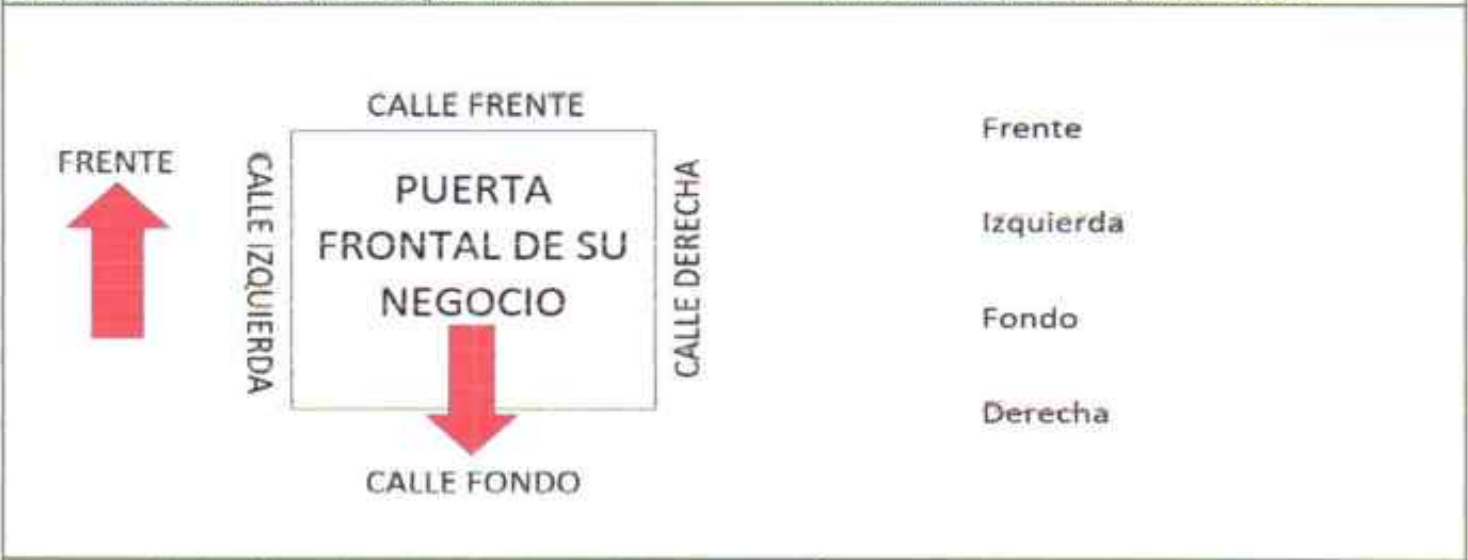 CALLE FRENTE
FRENTE
CALLE IZQUIERDA
PUERTA
FRONTAL DE SU
NEGOCIO
CALLE DERECHA
CALLE FONDO
Frente
Izquierda
Fondo
Derecha